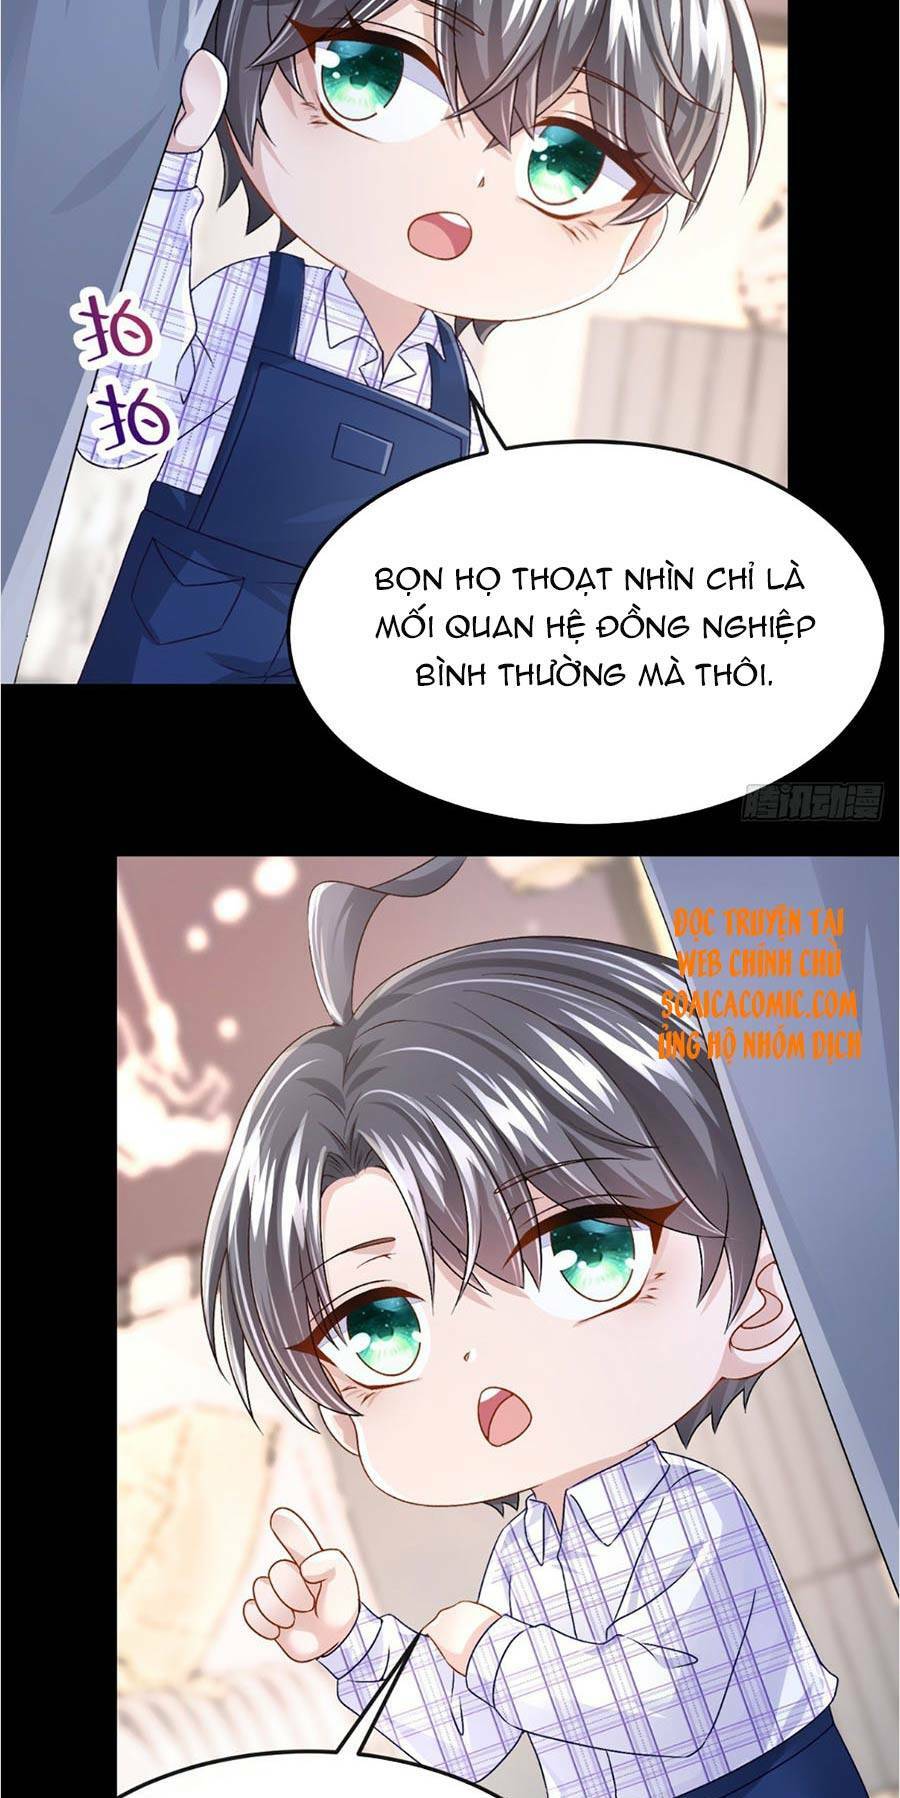 拍
拍
BỌN HỌ THOẠT NHÌN CHỈ LÀ
MỐI QUAN HỆ ĐỒNG NGHIỆP
BÌNH THƯỜNG MÀ THÔI.
腾讯动漫
ĐỌC TRUYỆN TẠI
WEB CHÍNH CHỦ
SOAICACOMIC.COM
ỦNG HỘ NHÓM DỊCH